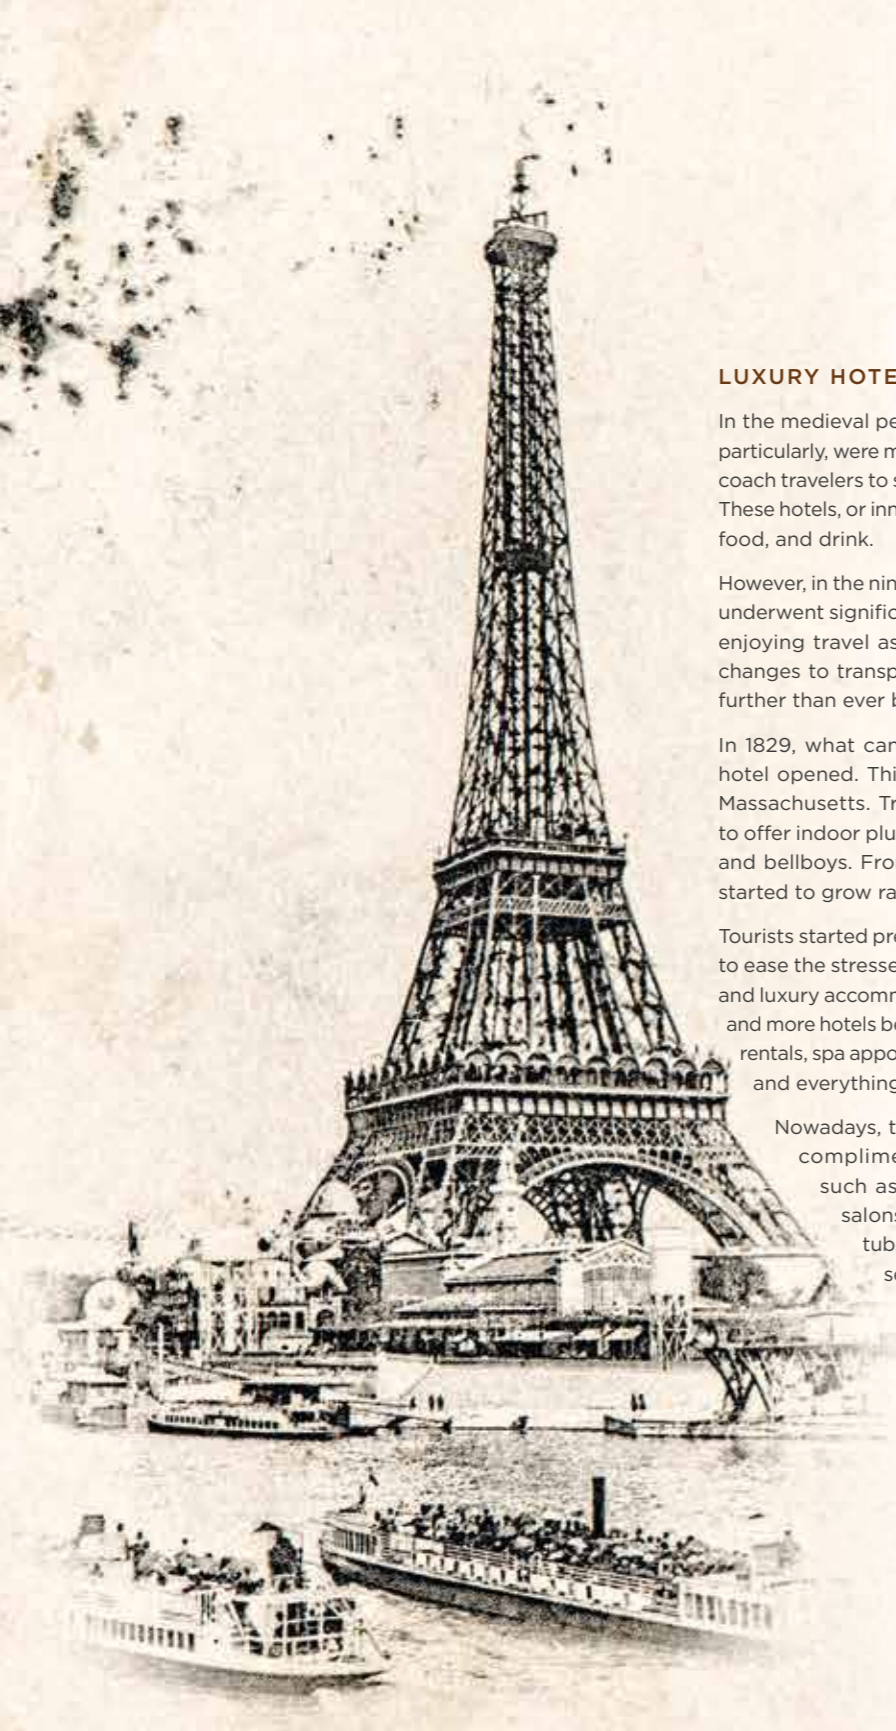 LUXURY HOTE
In the medieval pe
particularly, were m
coach travelers to s
These hotels, or inn
food, and drink.
However, in the nin
underwent signific
enjoying travel as
changes to transp
further than ever b
In 1829, what can
hotel opened. Thi
Massachusetts. Tr
to offer indoor plu
and bellboys. Fro
started to grow ra
Tourists started pre
to ease the stresse
and luxury accomm
and more hotels be
rentals, spa appo
and everything
Nowadays, t
complime
such as
salons
tub
se